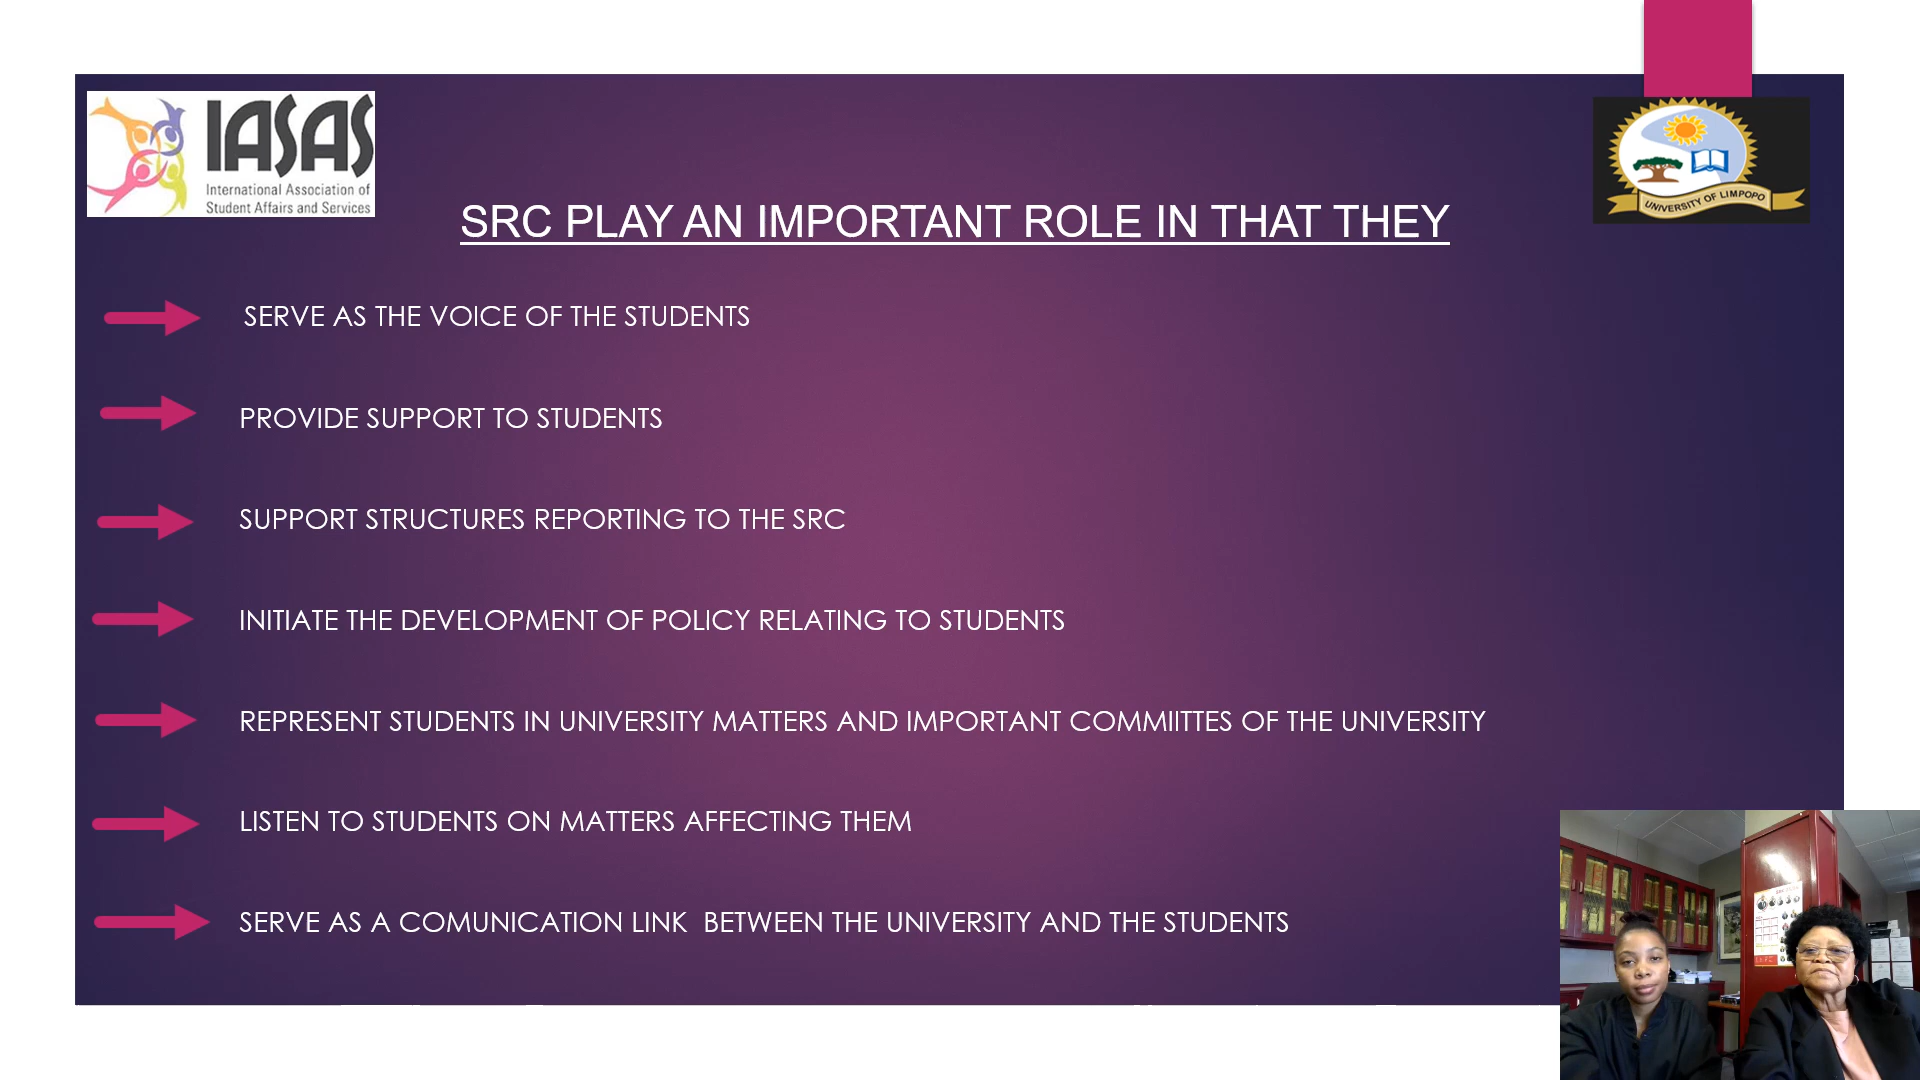 IASAS
International Association of
Student Affairs and Services
UNIVERSITY OF LIMPOPO
SRC PLAY AN IMPORTANT ROLE IN THAT THEY
SERVE AS THE VOICE OF THE STUDENTS
PROVIDE SUPPORT TO STUDENTS
SUPPORT STRUCTURES REPORTING TO THE SRC
INITIATE THE DEVELOPMENT OF POLICY RELATING TO STUDENTS
REPRESENT STUDENTS IN UNIVERSITY MATTERS AND IMPORTANT COMMIITTES OF THE UNIVERSITY
LISTEN TO STUDENTS ON MATTERS AFFECTING THEM
SERVE AS A COMUNICATION LINK  BETWEEN THE UNIVERSITY AND THE STUDENTS